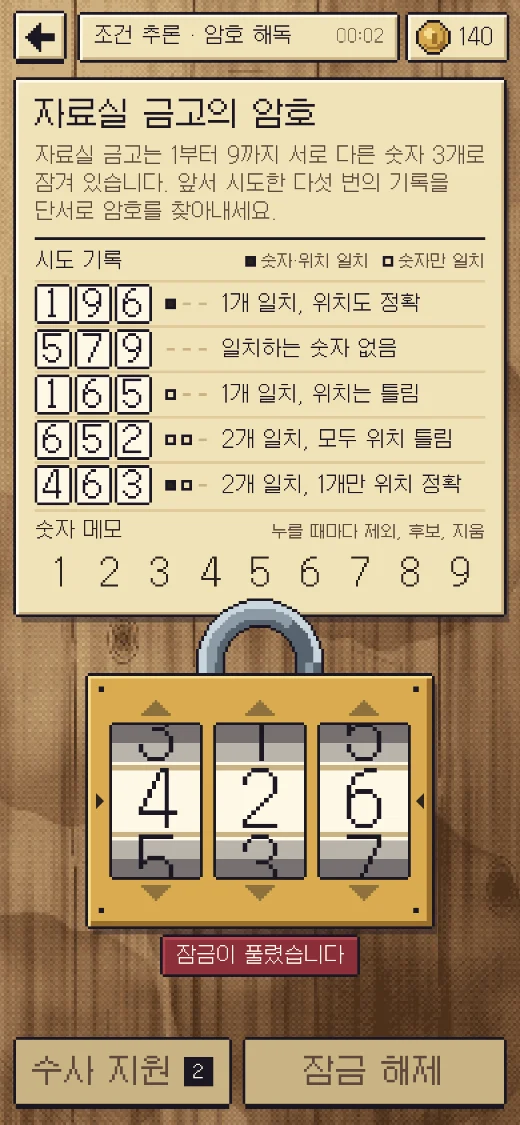 조건 추론 · 암호 해독 00:02 140
자료실 금고의 암호
자료실 금고는 1부터 9까지 서로 다른 숫자 3개로
잠겨 있습니다. 앞서 시도한 다섯 번의 기록을
단서로 암호를 찾아내세요.
시도 기록 ■ 숫자·위치 일치 □ 숫자만 일치
1 9 6 ■ - - 1개 일치, 위치도 정확
5 7 9 - - - 일치하는 숫자 없음
1 6 5 □ - - 1개 일치, 위치는 틀림
6 5 2 □ □ - 2개 일치, 모두 위치 틀림
4 6 3 ■ □ - 2개 일치, 1개만 위치 정확
숫자 메모 누를 때마다 제외, 후보, 지움
1 2 3 4 5 6 7 8 9
3 1 5
4 2 6
5 3 7
잠금이 풀렸습니다
수사 지원 2 잠금 해제